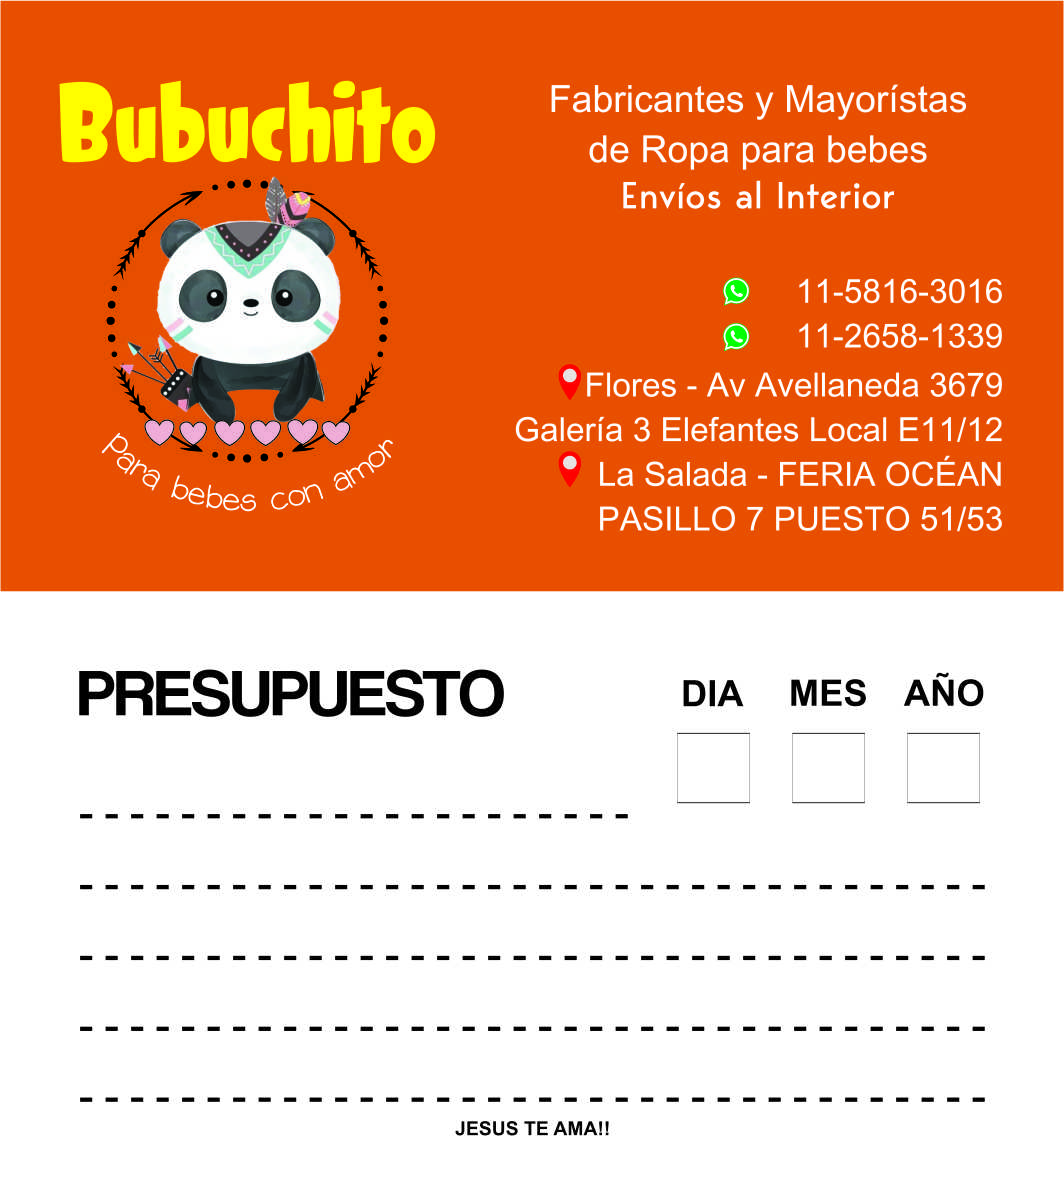 Bubuchito
Para bebes con amor
Fabricantes y Mayorístas
de Ropa para bebes
Envíos al Interior
11-5816-3016
11-2658-1339
Flores - Av Avellaneda 3679
Galería 3 Elefantes Local E11/12
La Salada - FERIA OCÉAN
PASILLO 7 PUESTO 51/53
PRESUPUESTO
DIA MES AÑO
JESUS TE AMA!!